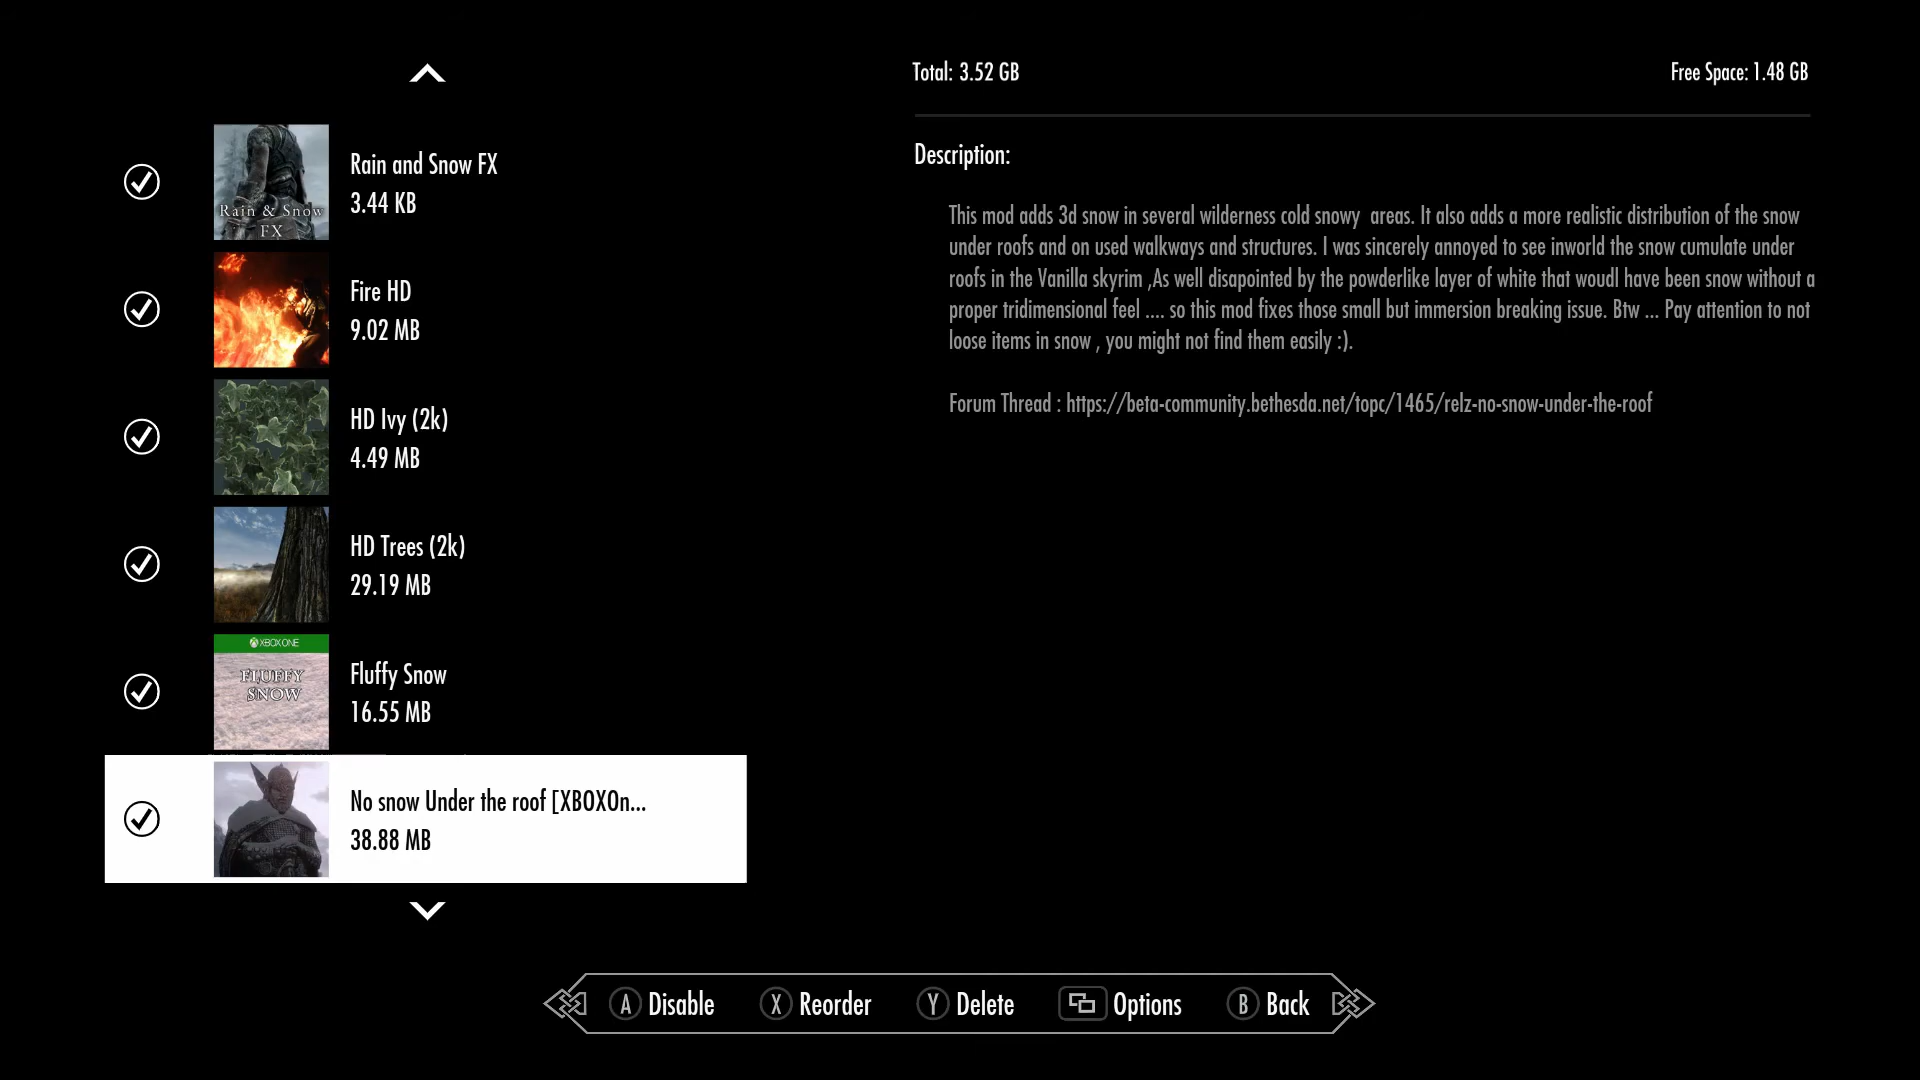 Total: 3.52 GB
Free Space: 1.48 GB
Rain & Snow
FX
Rain and Snow FX
3.44 KB
Fire HD
9.02 MB
HD Ivy (2k)
4.49 MB
HD Trees (2k)
29.19 MB
XBOX ONE
FLUFFY
SNOW
Fluffy Snow
16.55 MB
No snow Under the roof [XBOXOn...
38.88 MB
Description:
This mod adds 3d snow in several wilderness cold snowy  areas. It also adds a more realistic distribution of the snow
under roofs and on used walkways and structures. I was sincerely annoyed to see inworld the snow cumulate under
roofs in the Vanilla skyrim ,As well disapointed by the powderlike layer of white that woudl have been snow without a
proper tridimensional feel .... so this mod fixes those small but immersion breaking issue. Btw ... Pay attention to not
loose items in snow , you might not find them easily :).
Forum Thread : https://beta-community.bethesda.net/topc/1465/relz-no-snow-under-the-roof
A Disable X Reorder Y Delete Options B Back